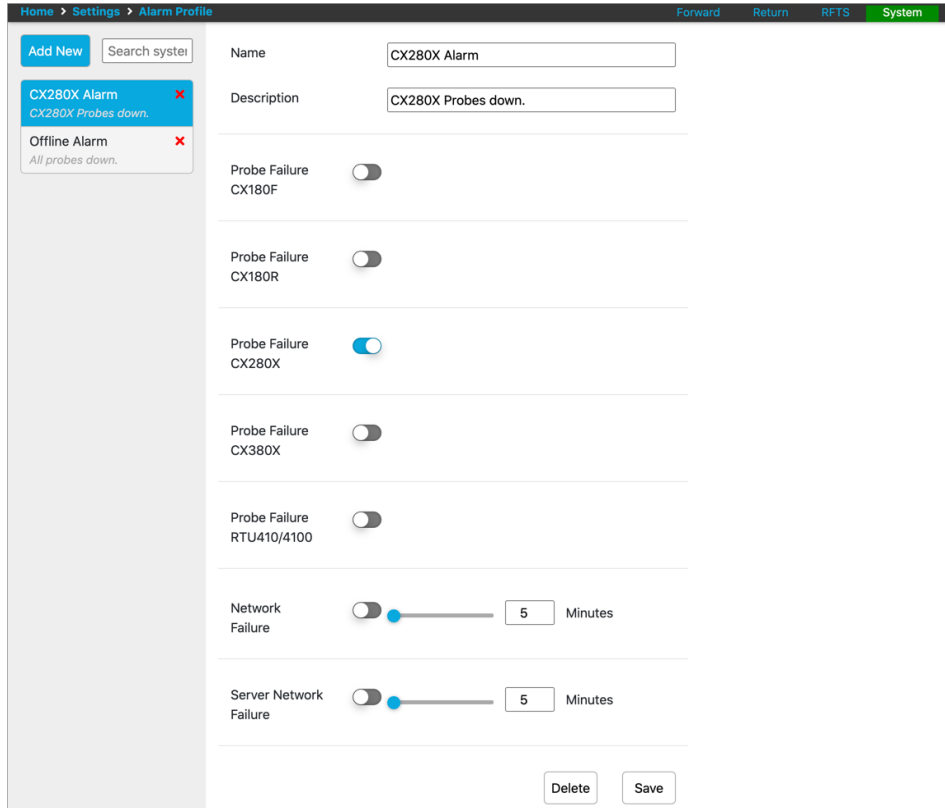 Home > Settings > Alarm Profile
Forward Return RFTS System
Add New
Search syste
CX280X Alarm
CX280X Probes down.
Offline Alarm
All probes down.
Name
CX280X Alarm
Description
CX280X Probes down.
Probe Failure
CX180F
Probe Failure
CX180R
Probe Failure
CX280X
Probe Failure
CX380X
Probe Failure
RTU410/4100
Network
Failure
5 Minutes
Server Network
Failure
5 Minutes
Delete Save